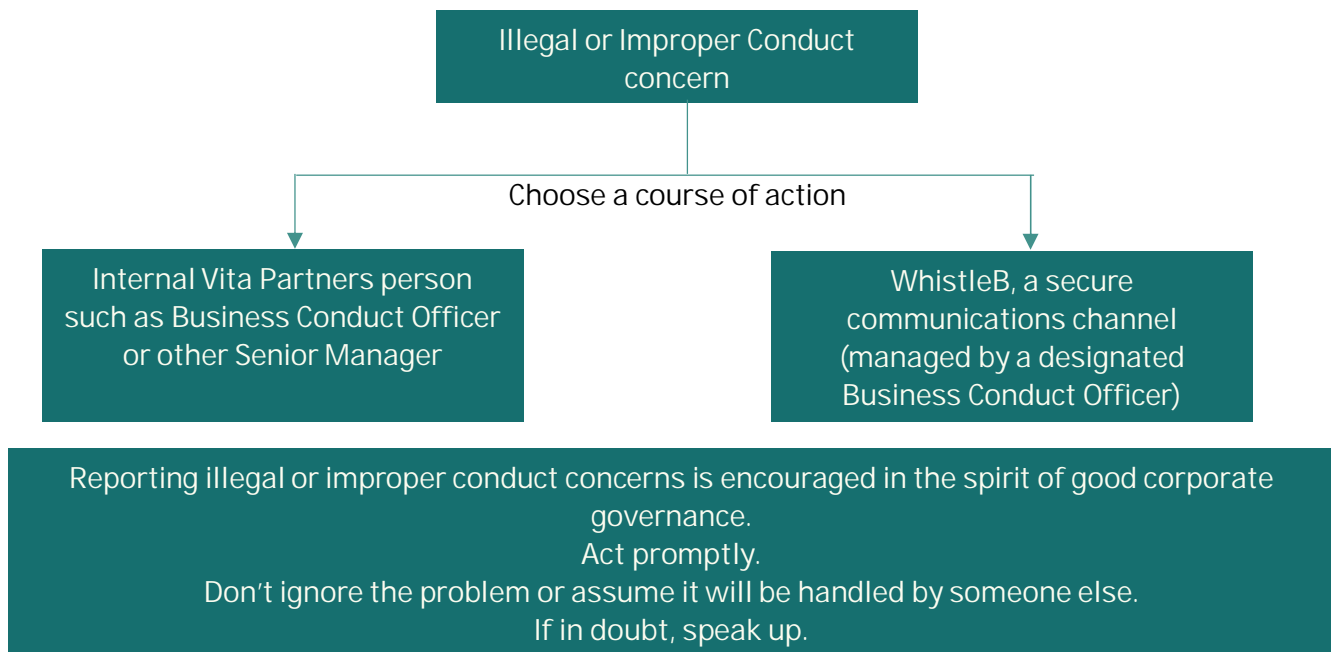 Illegal or Improper Conduct
concern
Choose a course of action
Internal Vita Partners person
such as Business Conduct Officer
or other Senior Manager
WhistleB, a secure
communications channel
(managed by a designated
Business Conduct Officer)
Reporting illegal or improper conduct concerns is encouraged in the spirit of good corporate
governance.
Act promptly.
Don’t ignore the problem or assume it will be handled by someone else.
If in doubt, speak up.